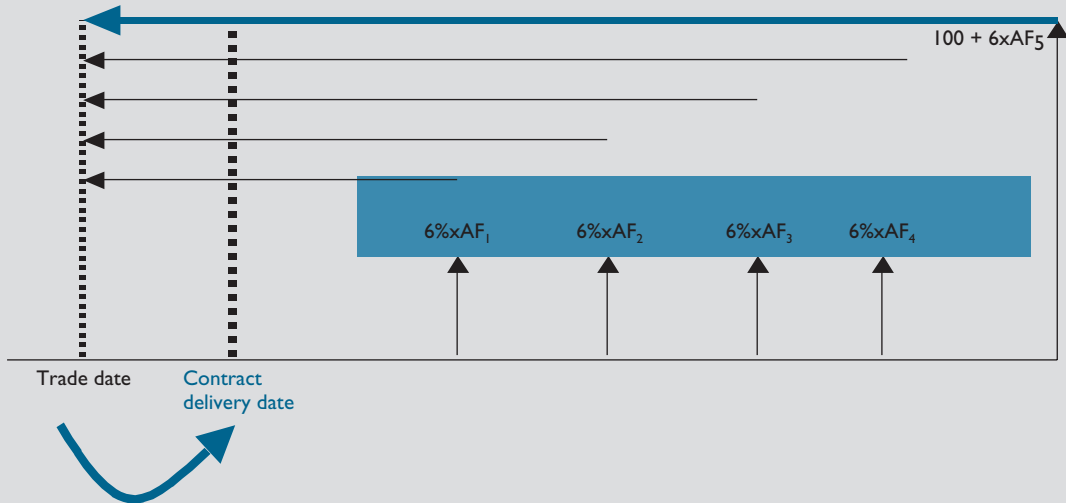 100 + 6xAF5
6%xAF1 6%xAF2 6%xAF3 6%xAF4
Trade date
Contract
delivery date